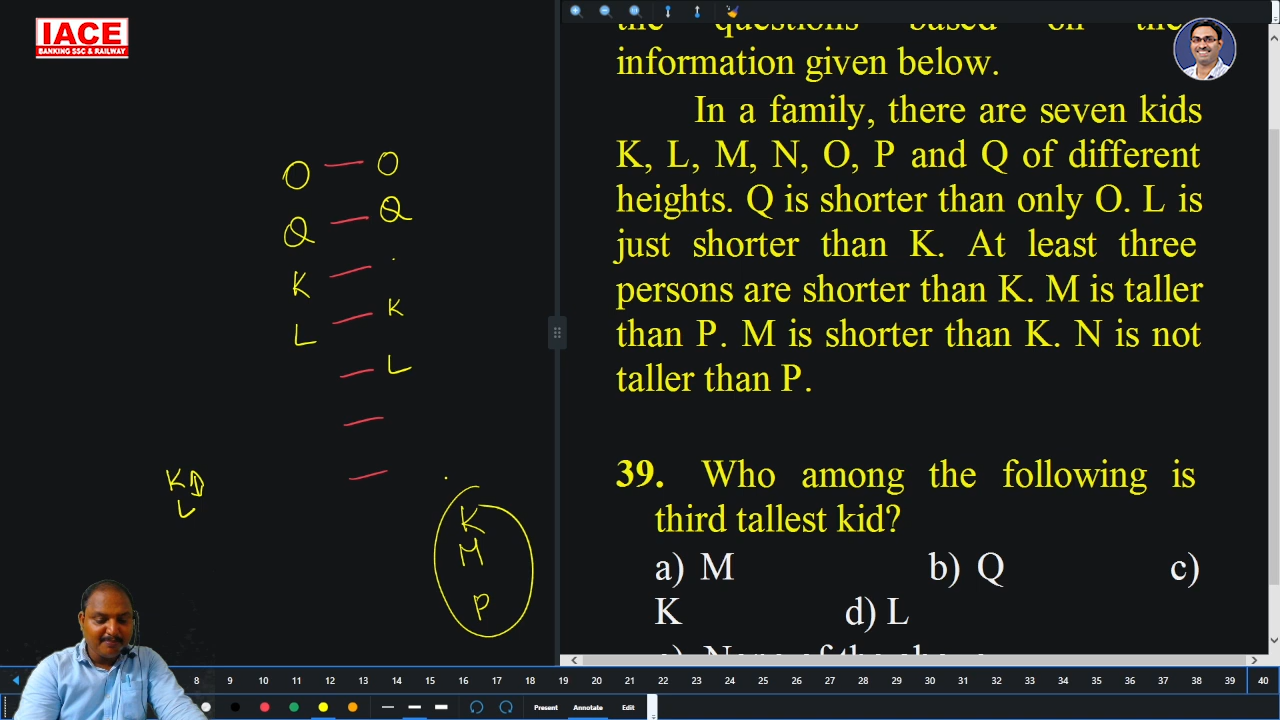 IACE
BANKING SSC & RAILWAY
O — O
Q — Q
K —
— K
L
L
K
L
K
M
P
information given below.
In a family, there are seven kids
K, L, M, N, O, P and Q of different
heights. Q is shorter than only O. L is
just shorter than K. At least three
persons are shorter than K. M is taller
than P. M is shorter than K. N is not
taller than P.
39. Who among the following is
third tallest kid?
a) M b) Q c)
K d) L
8 9 10 11 12 13 14 15 16 17 18 19 20 21 22 23 24 25 26 27 28 29 30 31 32 33 34 35 36 37 38 39 40
Present Annotate Edit